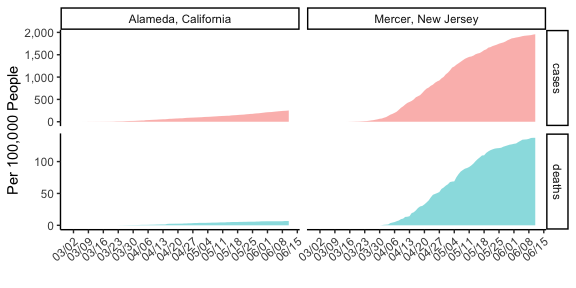 Alameda, California
Mercer, New Jersey
Per 100,000 People
2,000
1,500
1,000
500
0
cases
100
50
0
deaths
03/02 03/09 03/16 03/23 03/30 04/06 04/13 04/20 04/27 05/04 05/11 05/18 05/25 06/01 06/08 06/15
03/02 03/09 03/16 03/23 03/30 04/06 04/13 04/20 04/27 05/04 05/11 05/18 05/25 06/01 06/08 06/15